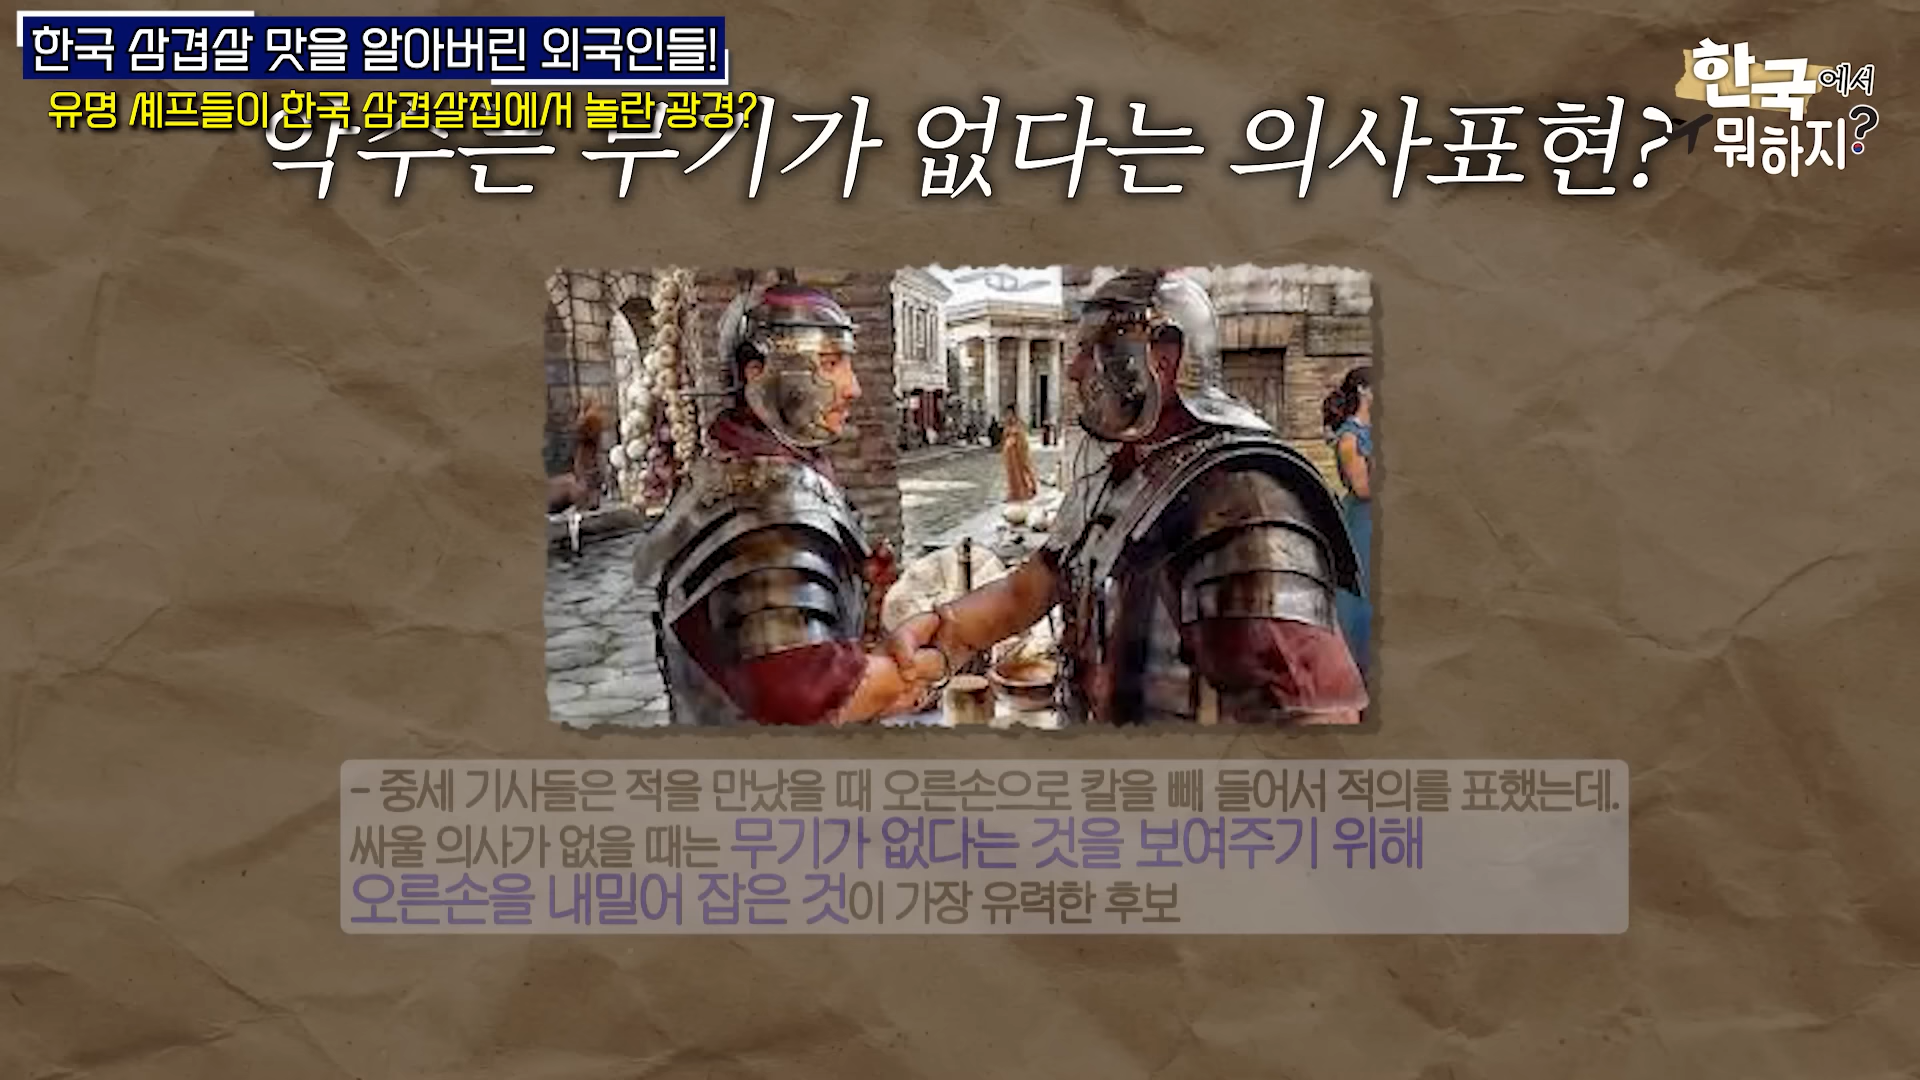 한국 삼겹살 맛을 알아버린 외국인들!
유명 셰프들이 한국 삼겹살집에서 놀란 광경?
악수는 무기가 없다는 의사표현?
한국에서
뭐하지?
- 중세 기사들은 적을 만났을 때 오른손으로 칼을 빼 들어서 적의를 표했는데.
싸울 의사가 없을 때는 무기가 없다는 것을 보여주기 위해
오른손을 내밀어 잡은 것이 가장 유력한 후보